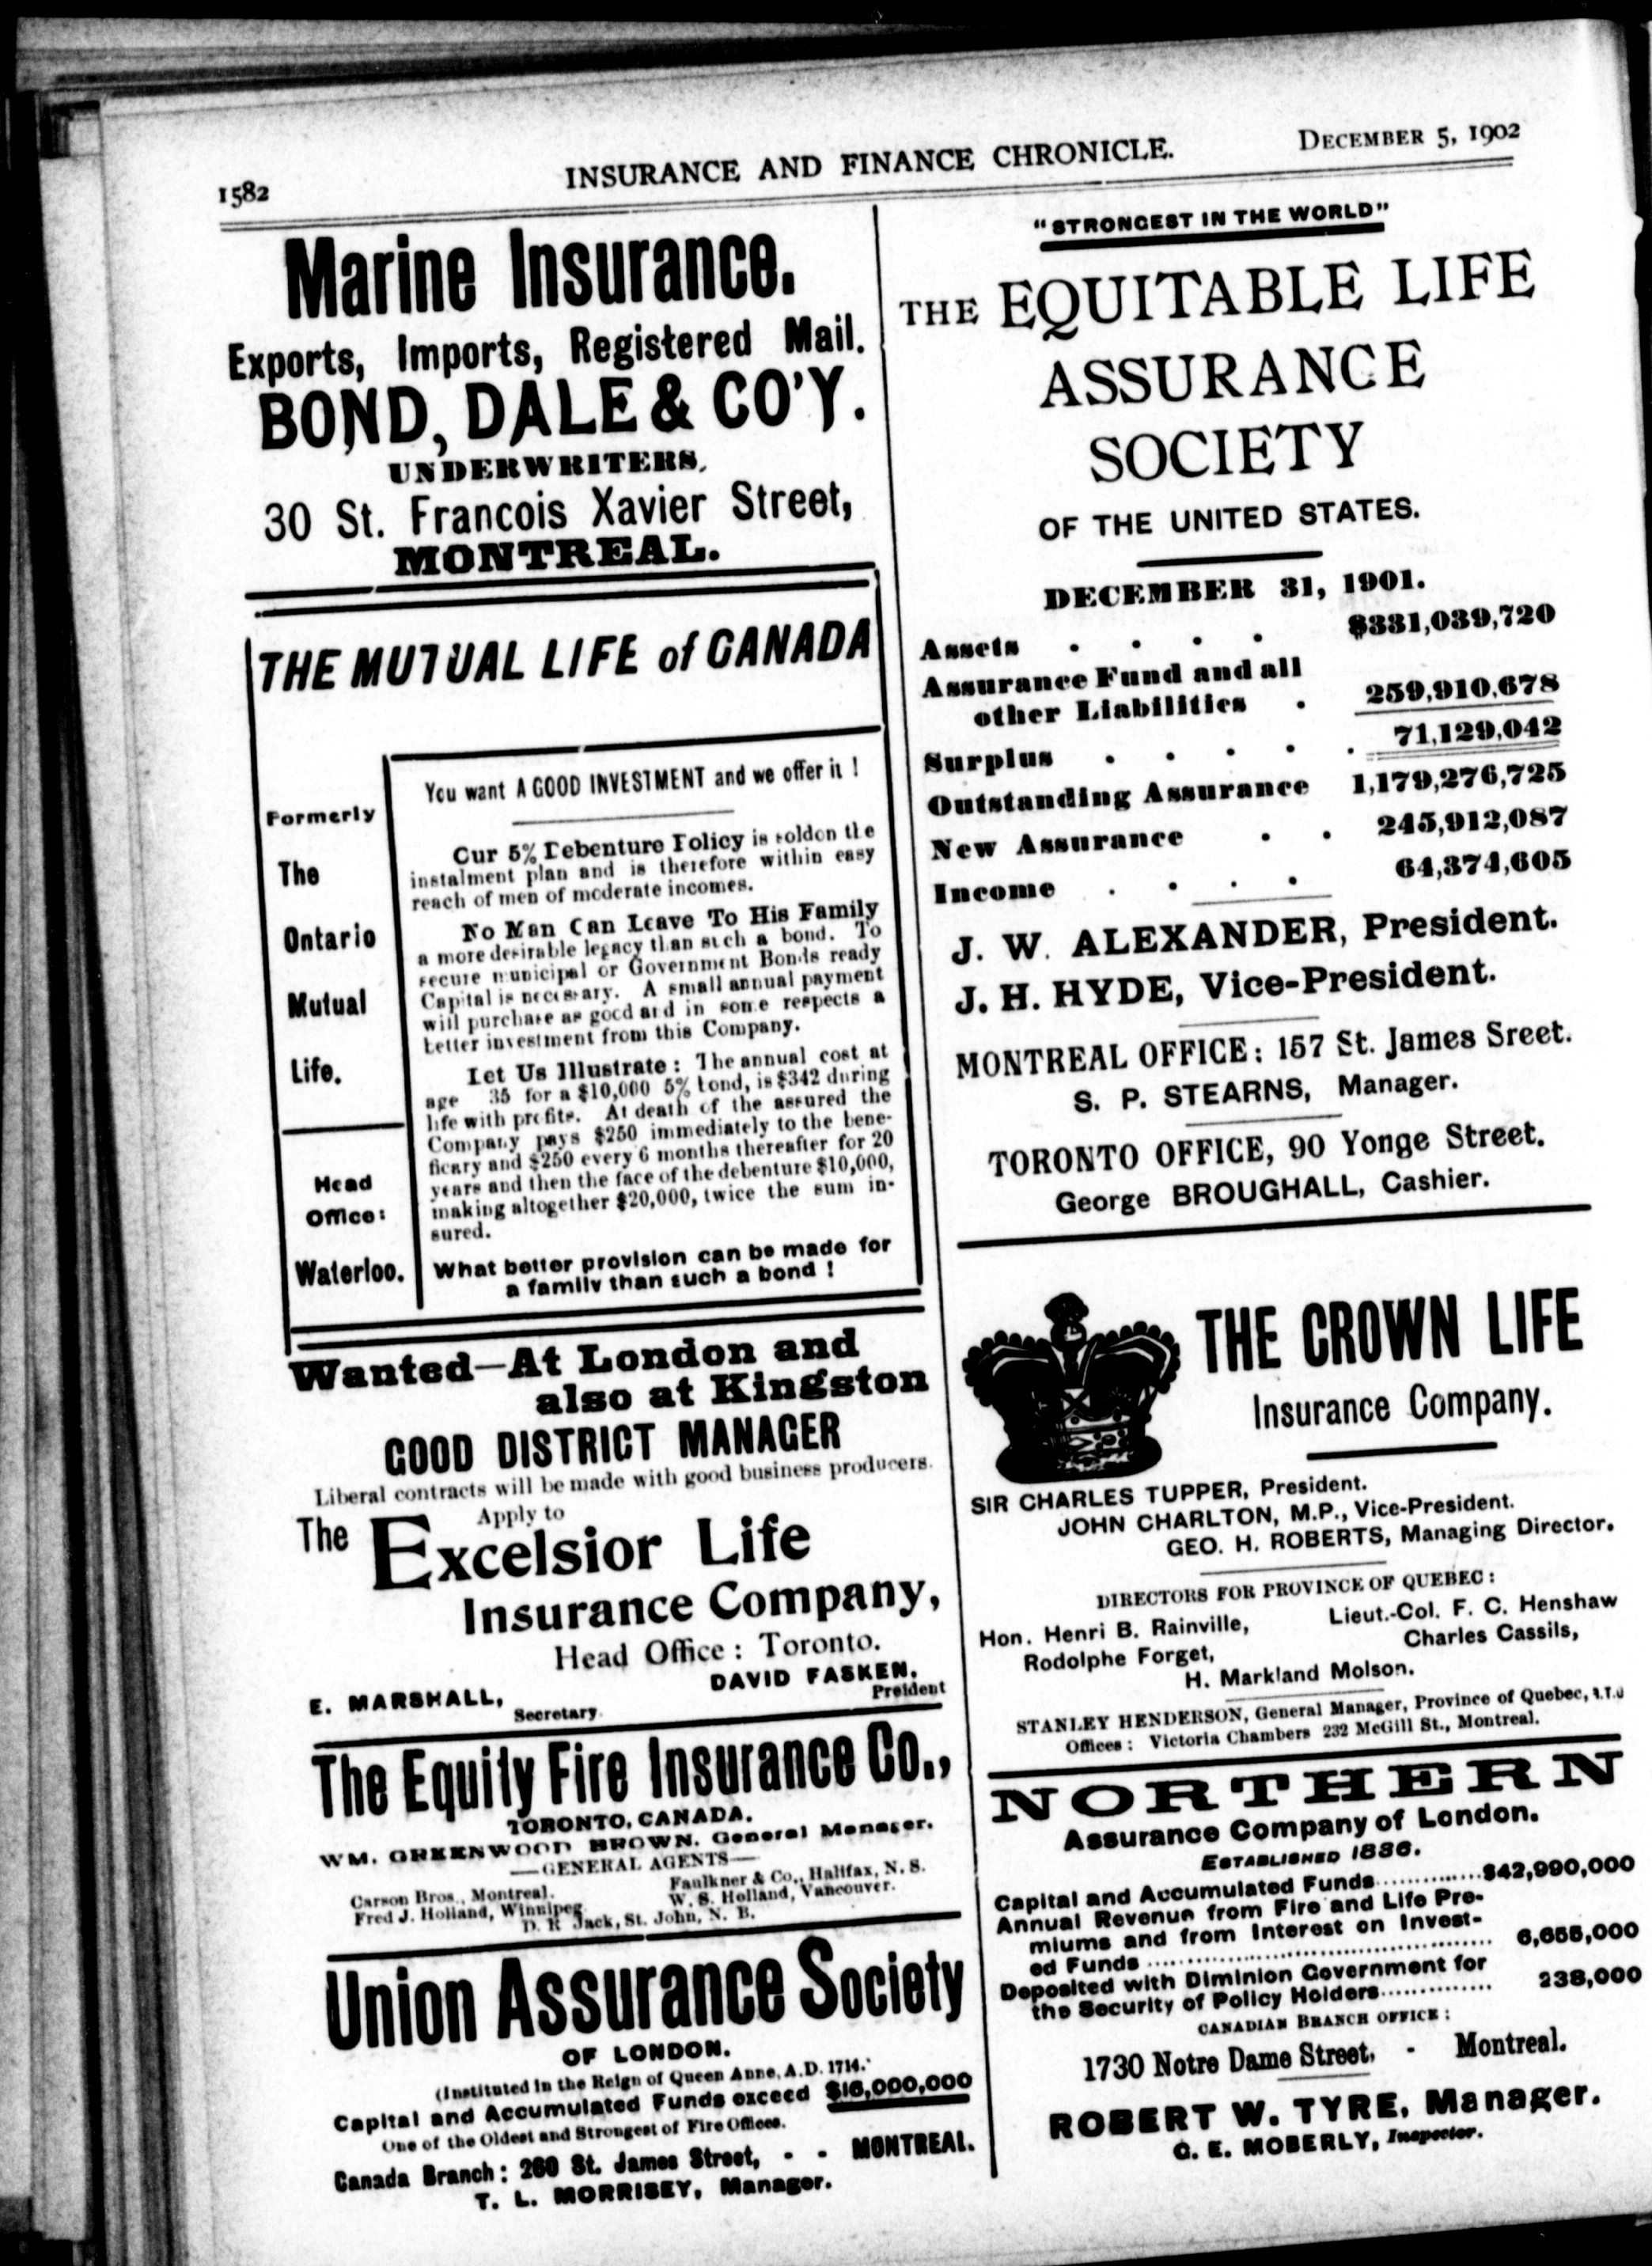 1582
INSURANCE AND FINANCE CHRONICLE.
DECEMBER 5, 1902
Marine Insurance.
Exports, Imports, Registered Mail.
BOND, DALE & CO'Y.
UNDERWRITERS,
30 St. Francois Xavier Street,
MONTREAL.
THE MUTUAL LIFE of CANADA
Formerly
The
Ontario
Mutual
Life.
Head
Office:
Waterloo.
You want A GOOD INVESTMENT and we offer it !
Our 5% Debenture Policy is sold on the
instalment plan and is therefore within easy
reach of men of moderate incomes.
No Man Can Leave To His Family
a more desirable legacy than such a bond. To
secure municipal or Government Bonds ready
Capital is necessary. A small annual payment
will purchase as good and in some respects a
better investment from this Company.
Let Us Illustrate : The annual cost at
age 35 for a $10,000 5% bond, is $342 during
life with profits. At death of the assured the
Company pays $250 immediately to the bene-
ficary and $250 every 6 months thereafter for 20
years and then the face of the debenture $10,000,
making altogether $20,000, twice the sum in-
sured.
What better provision can be made for
a family than such a bond !
Wanted—At London and
also at Kingston
GOOD DISTRICT MANAGER
Liberal contracts will be made with good business producers.
Apply to
The Excelsior Life
Insurance Company,
Head Office : Toronto.
DAVID FASKEN,
President
E. MARSHALL,
Secretary.
The Equity Fire Insurance Co.,
TORONTO, CANADA.
WM. GREENWOOD BROWN, General Manager.
—GENERAL AGENTS—
Carson Bros., Montreal.
Faulkner & Co., Halifax, N. S.
Fred J. Holland, Winnipeg
W. S. Holland, Vancouver.
D. R Jack, St. John, N. B.
Union Assurance Society
OF LONDON.
(Instituted in the Reign of Queen Anne, A.D. 1714.
Capital and Accumulated Funds exceed $16,000,000
One of the Oldest and Strongest of Fire Offices.
Canada Branch : 260 St. James Street, - - MONTREAL.
T. L. MORRISEY, Manager.
"STRONGEST IN THE WORLD"
THE EQUITABLE LIFE
ASSURANCE
SOCIETY
OF THE UNITED STATES.
DECEMBER 31, 1901.
Assets . . . . $331,039,720
Assurance Fund and all
other Liabilities . 259,910,678
Surplus . . . . . 71,129,042
Outstanding Assurance 1,179,276,725
New Assurance . . 245,912,087
Income . . . . 64,374,605
J. W. ALEXANDER, President.
J. H. HYDE, Vice-President.
MONTREAL OFFICE: 157 St. James Sreet.
S. P. STEARNS, Manager.
TORONTO OFFICE, 90 Yonge Street.
George BROUGHALL, Cashier.
THE CROWN LIFE
Insurance Company.
SIR CHARLES TUPPER, President.
JOHN CHARLTON, M.P., Vice-President.
GEO. H. ROBERTS, Managing Director.
DIRECTORS FOR PROVINCE OF QUEBEC :
Hon. Henri B. Rainville,
Lieut.-Col. F. C. Henshaw
Rodolphe Forget,
Charles Cassils,
H. Markland Molson.
STANLEY HENDERSON, General Manager, Province of Quebec,
Offices : Victoria Chambers 232 McGill St., Montreal.
NORTHERN
Assurance Company of London.
ESTABLISHED 1836.
Capital and Accumulated Funds..............$42,990,000
Annual Revenue from Fire and Life Pre-
miums and from Interest on Invest-
ed Funds ........................................ 6,655,000
Deposited with Diminion Government for
the Security of Policy Holders.............. 238,000
CANADIAN BRANCH OFFICE :
1730 Notre Dame Street, - Montreal.
ROBERT W. TYRE, Manager.
G. E. MOBERLY, Inspector.